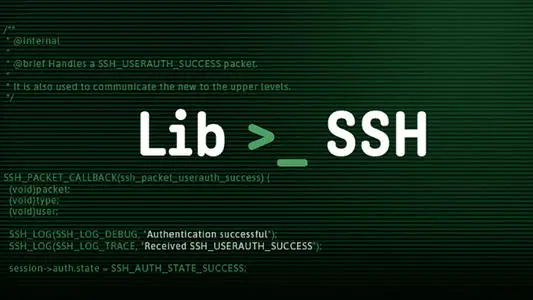 /**
* @internal
*
* @brief Handles a SSH_USERAUTH_SUCCESS packet.
*
* It is also used to communicate the new to the upper levels.
*/
Lib >_ SSH
SSH_PACKET_CALLBACK(ssh_packet_userauth_success) {
(void)packet;
(void)type;
(void)user;
SSH_LOG(SSH_LOG_DEBUG, "Authentication successful");
SSH_LOG(SSH_LOG_TRACE, "Received SSH_USERAUTH_SUCCESS");
session->auth.state = SSH_AUTH_STATE_SUCCESS;